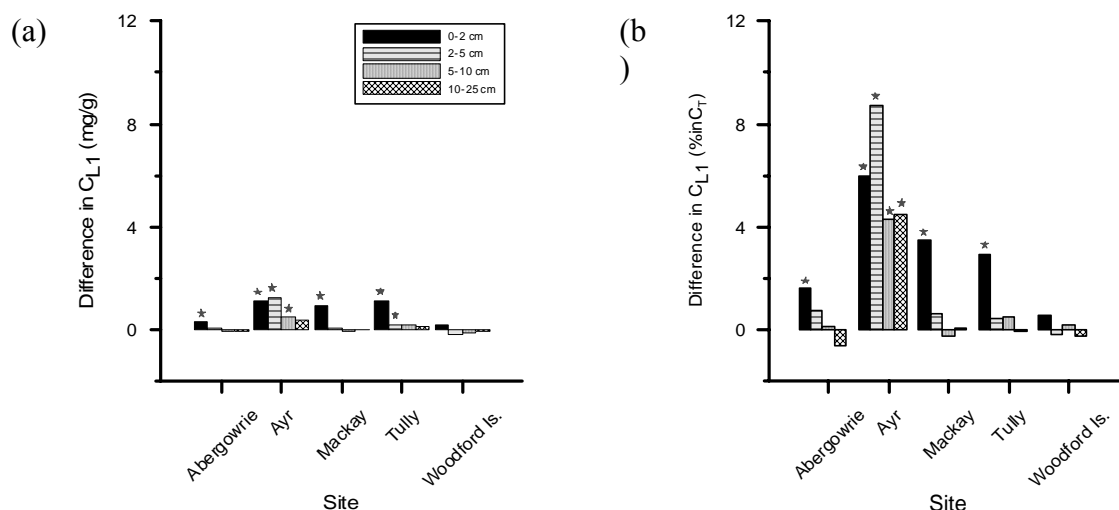 (a)
12
8
4
0
Difference in CL1 (mg/g)
0-2 cm
2-5 cm
5-10 cm
10-25 cm
Abergowrie
Ayr
Mackay
Tully
Woodford Is.
Site
(b
)
12
8
4
0
Difference in CL1 (%inCT)
Abergowrie
Ayr
Mackay
Tully
Woodford Is.
Site